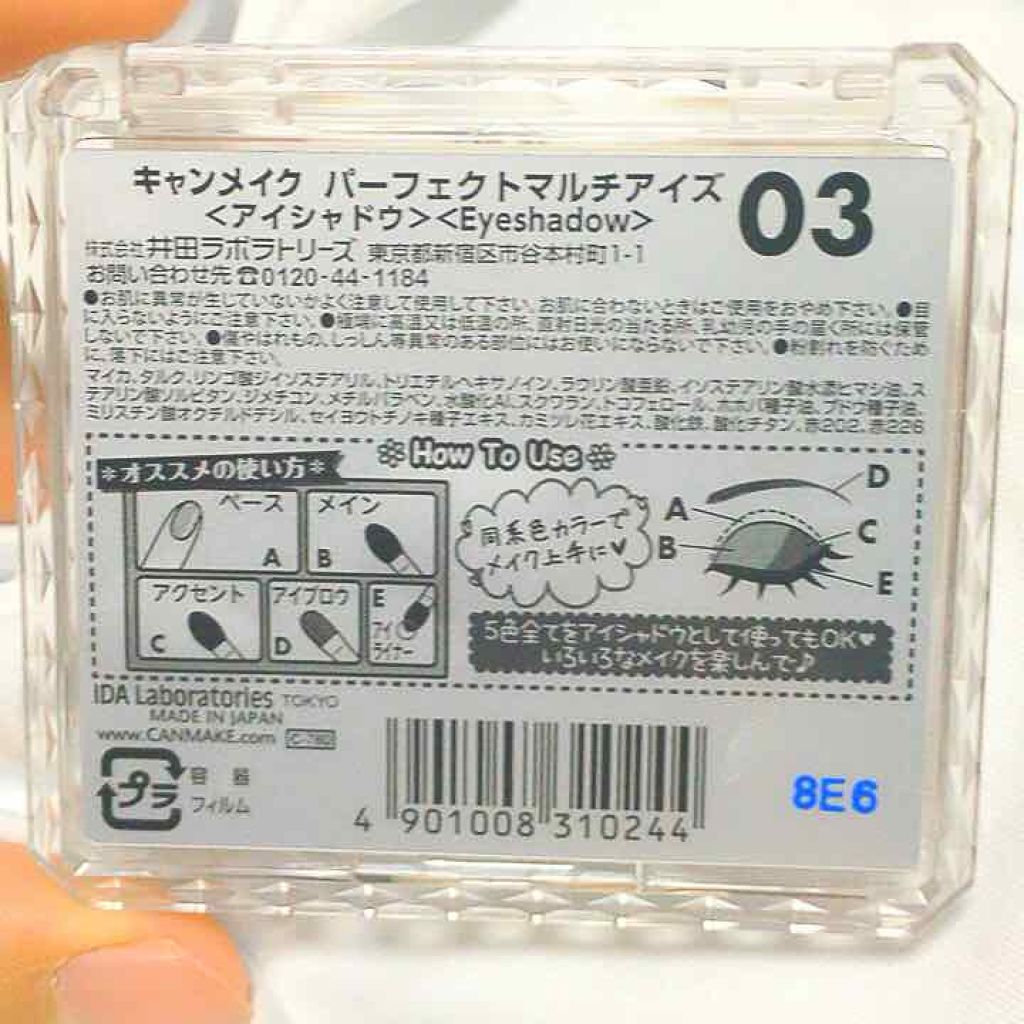 キャンメイク パーフェクトマルチアイズ 03
<アイシャドウ><Eyeshadow>
株式会社 井田ラボラトリーズ 東京都新宿区市谷本村町1-1
お問い合わせ先☎0120-44-1184
●お肌に異常が生じていないかよく注意して使用して下さい。お肌に合わないときはご使用をおやめ下さい。●目
に入らないようにご注意下さい。●極端に高温又は低温の所、直射日光の当たる所、乳幼児の手の届く所には保管
しないで下さい。●傷やはれもの、しっしん等異常のある部位にはお使いにならないで下さい。●粉割れを防ぐため
に、落下にはご注意下さい。
マイカ、タルク、リンゴ酸ジイソステアリル、トリエチルヘキサノイン、ラウリン酸亜鉛、イソステアリン酸水添ヒマシ油、ス
テアリン酸ソルビタン、ジメチコン、メチルパラベン、水酸化Al、スクワラン、トコフェロール、ホホバ種子油、ブドウ種子油、
ミリスチン酸オクチルドデシル、セイヨウトチノキ種子エキス、カミツレ花エキス、酸化鉄、酸化チタン、赤202、赤226
How To Use
*オススメの使い方*
ベース
A
メイン
B
アクセント
C
アイブロウ
D
E
アイ
ライナー
同系色カラーで
メイク上手に♥
A
B
D
C
E
5色全てをアイシャドウとして使ってもOK♥
いろいろなメイクを楽しんで♪
IDA Laboratories TOKYO
MADE IN JAPAN
www.CANMAKE.com C-780
プラ
容器
フィルム
4 901008 310244
8E6